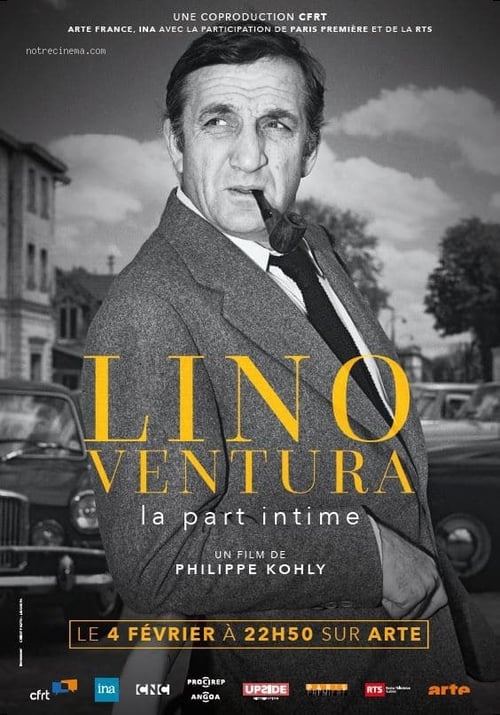 UNE COPRODUCTION CFRT
ARTE FRANCE, INA AVEC LA PARTICIPATION DE PARIS PREMIÈRE ET DE LA RTS
notrecinema.com
LINO
VENTURA
la part intime
UN FILM DE
PHILIPPE KOHLY
LE 4 FÉVRIER À 22H50 SUR ARTE
cfrt
ina
CNC
PROCIREP
ANGOA
UPSIDE
PARIS
RTS
arte